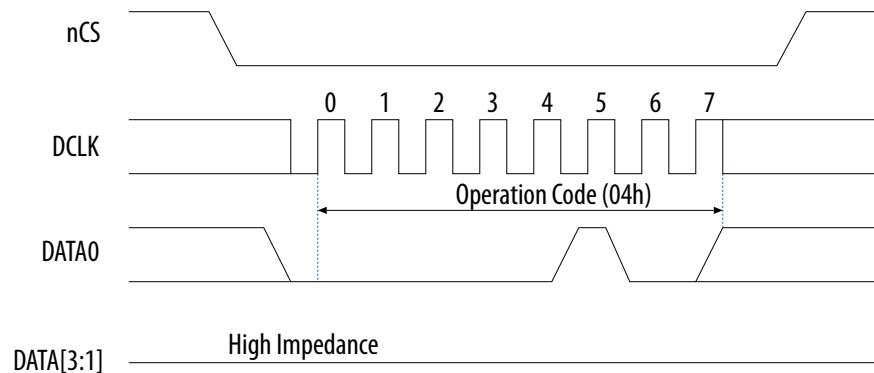 nCS
0 1 2 3 4 5 6 7
DCLK
Operation Code (04h)
DATA0
High Impedance
DATA[3:1]